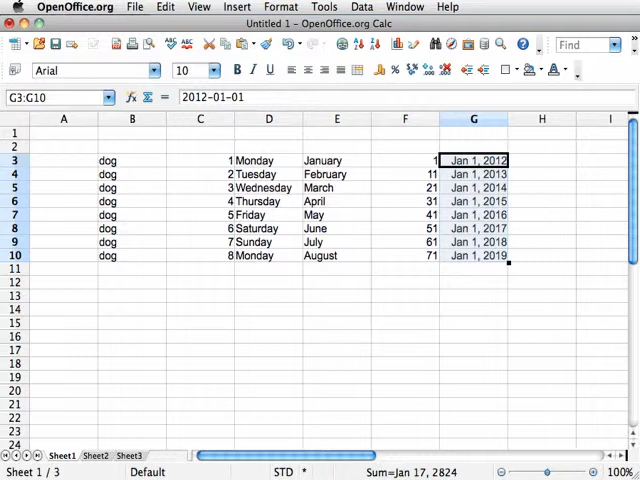 OpenOffice.org File Edit View Insert Format Tools Data Window Help
Untitled 1 - OpenOffice.org Calc
Find
Arial 10
G3:G10 2012-01-01
A B C D E F G H I
1
2
3 dog 1 Monday January 1 Jan 1, 2012
4 dog 2 Tuesday February 11 Jan 1, 2013
5 dog 3 Wednesday March 21 Jan 1, 2014
6 dog 4 Thursday April 31 Jan 1, 2015
7 dog 5 Friday May 41 Jan 1, 2016
8 dog 6 Saturday June 51 Jan 1, 2017
9 dog 7 Sunday July 61 Jan 1, 2018
10 dog 8 Monday August 71 Jan 1, 2019
11
12
13
14
15
16
17
18
19
20
21
22
23
24
Sheet1 Sheet2 Sheet3
Sheet 1 / 3 Default STD * Sum=Jan 17, 2824 100%